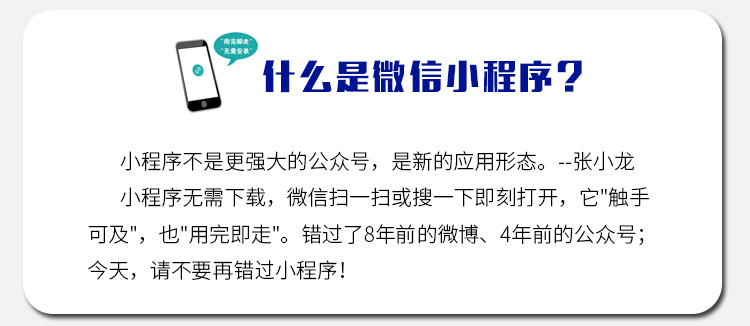 "用完即走"
"无需安装"
什么是微信小程序？
小程序不是更强大的公众号，是新的应用形态。--张小龙
小程序无需下载，微信扫一扫或搜一下即刻打开，它"触手
可及"，也"用完即走"。错过了8年前的微博、4年前的公众号；
今天，请不要再错过小程序！